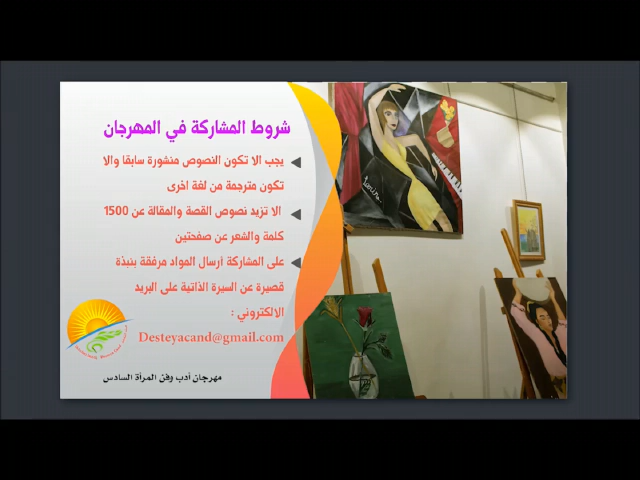 شروط المشاركة في المهرجان
يجب الا تكون النصوص منشورة سابقا والا
تكون مترجمة من لغة اخرى
الا تزيد نصوص القصة والمقالة عن 1500
كلمة والشعر عن صفحتين
على المشاركة أرسال المواد مرفقة بنبذة
قصيرة عن السيرة الذاتية على البريد
الالكتروني :
Desteyacand@gmail.com
مهرجان أدب وفن المرأة السادس